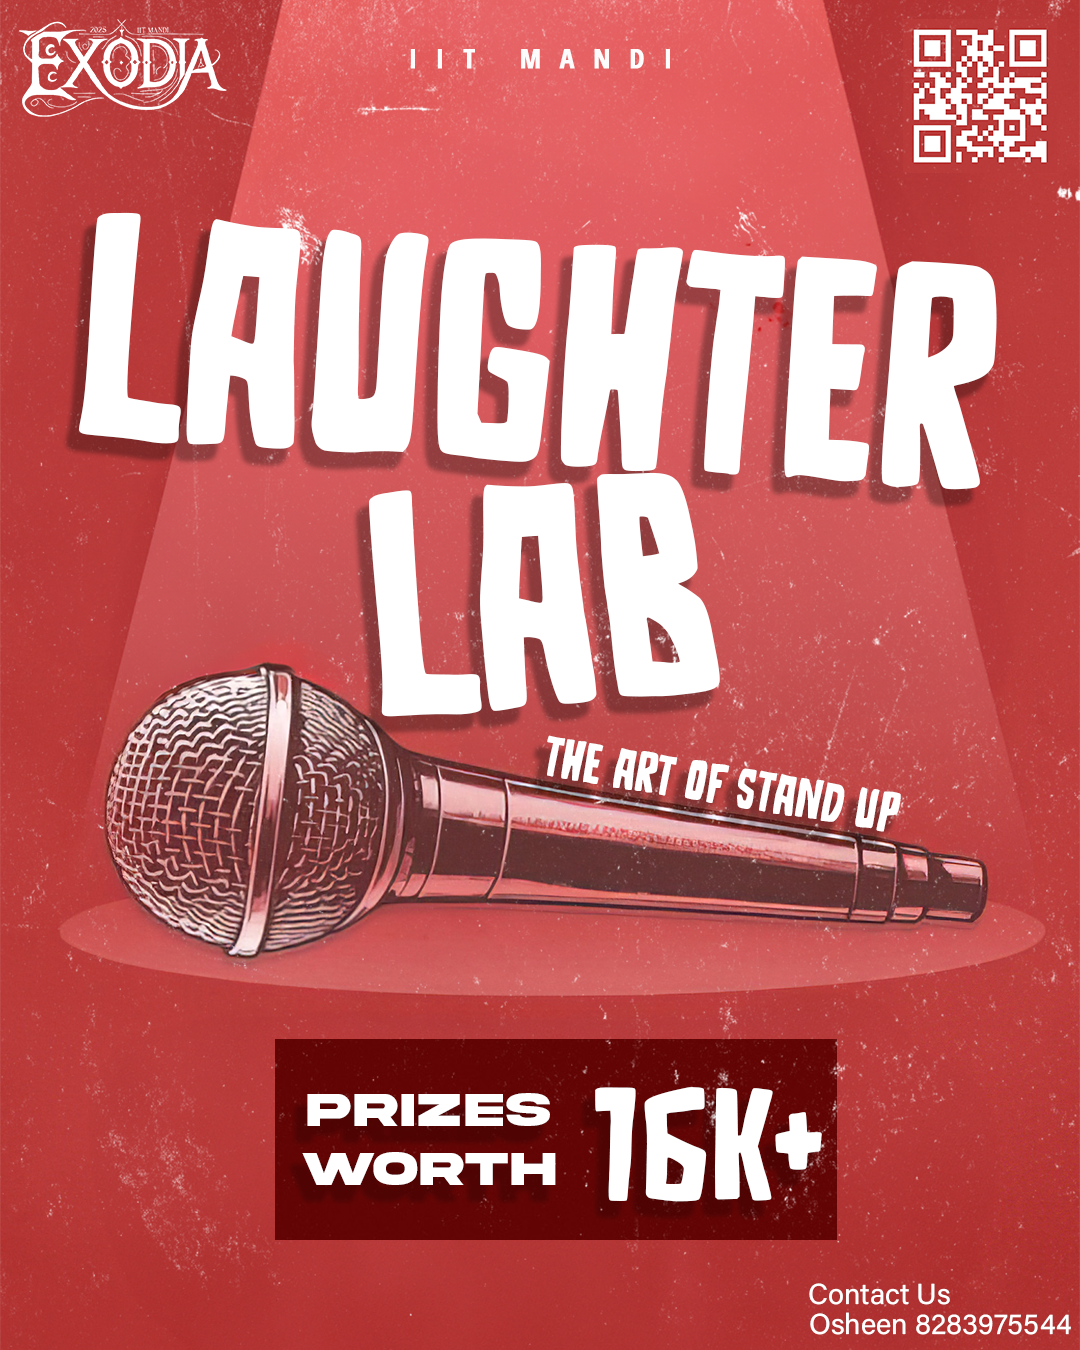 2025 IIT MANDI
EXODIA
IIT MANDI
LAUGHTER
LAB
THE ART OF STAND UP
PRIZES
WORTH
16K+
Contact Us
Osheen 8283975544